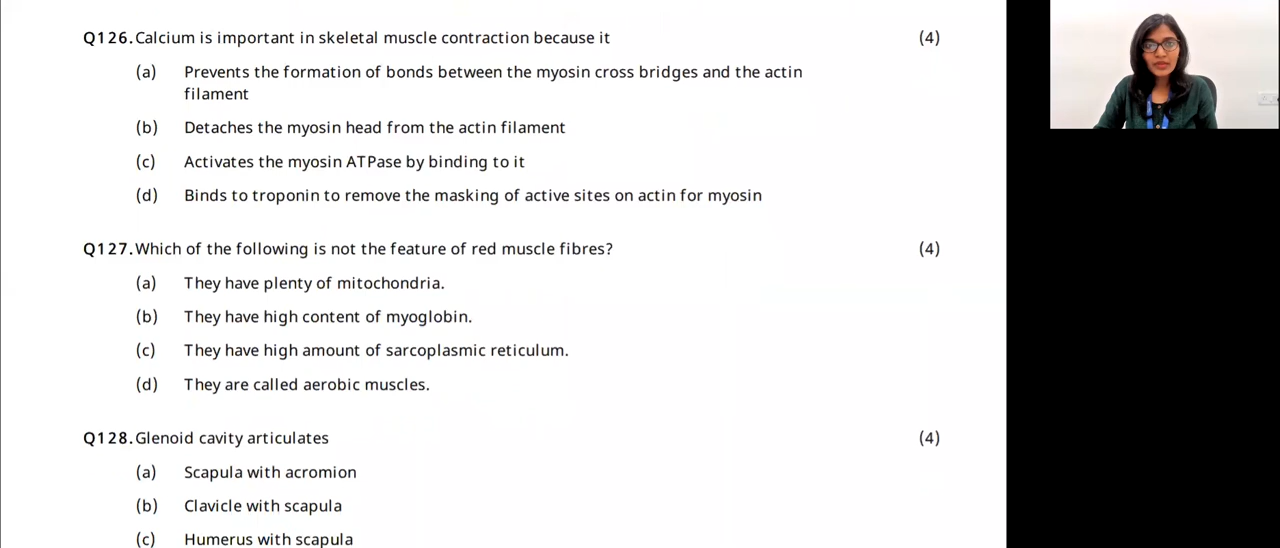 Q126. Calcium is important in skeletal muscle contraction because it (4)
(a) Prevents the formation of bonds between the myosin cross bridges and the actin
filament
(b) Detaches the myosin head from the actin filament
(c) Activates the myosin ATPase by binding to it
(d) Binds to troponin to remove the masking of active sites on actin for myosin
Q127. Which of the following is not the feature of red muscle fibres? (4)
(a) They have plenty of mitochondria.
(b) They have high content of myoglobin.
(c) They have high amount of sarcoplasmic reticulum.
(d) They are called aerobic muscles.
Q128. Glenoid cavity articulates (4)
(a) Scapula with acromion
(b) Clavicle with scapula
(c) Humerus with scapula